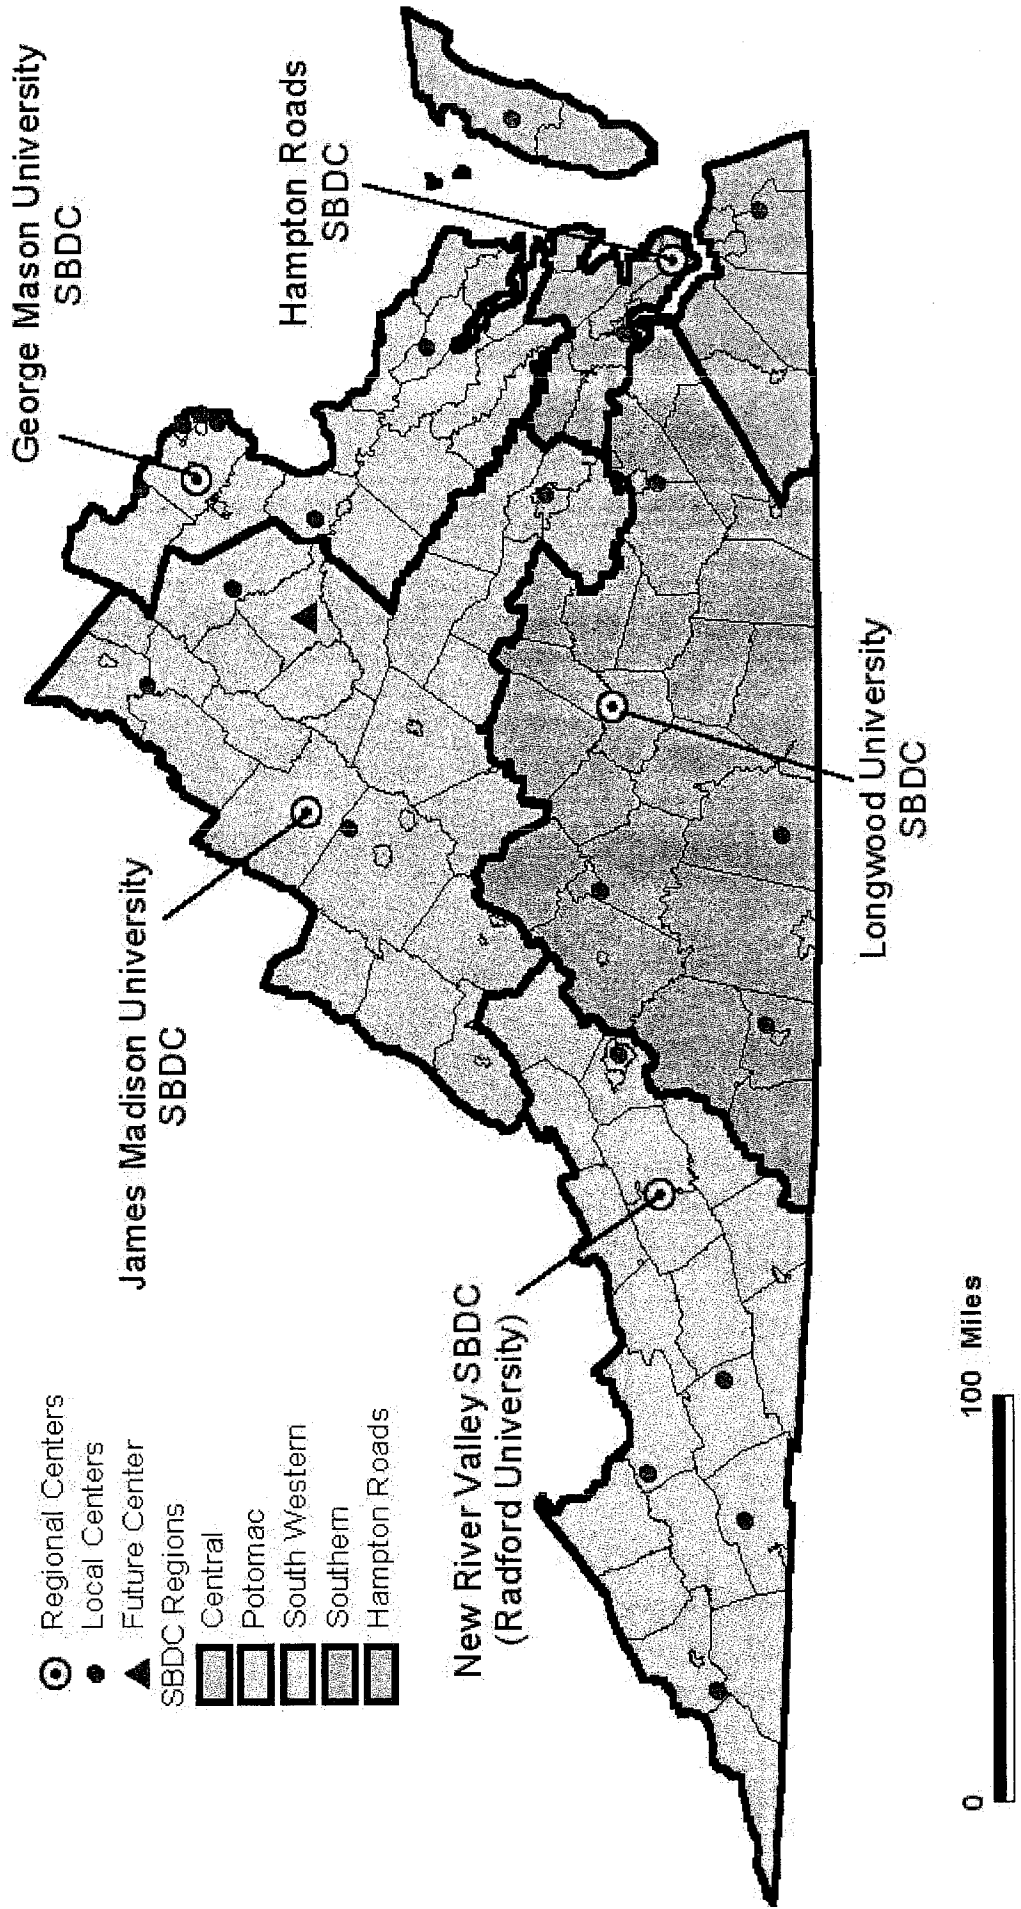 George Mason University
SBDC
Hampton Roads
SBDC
James Madison University
SBDC
New River Valley SBDC
(Radford University)
Longwood University
SBDC
Regional Centers
Local Centers
Future Center
SBDC Regions
Central
Potomac
South Western
Southern
Hampton Roads
0 100 Miles